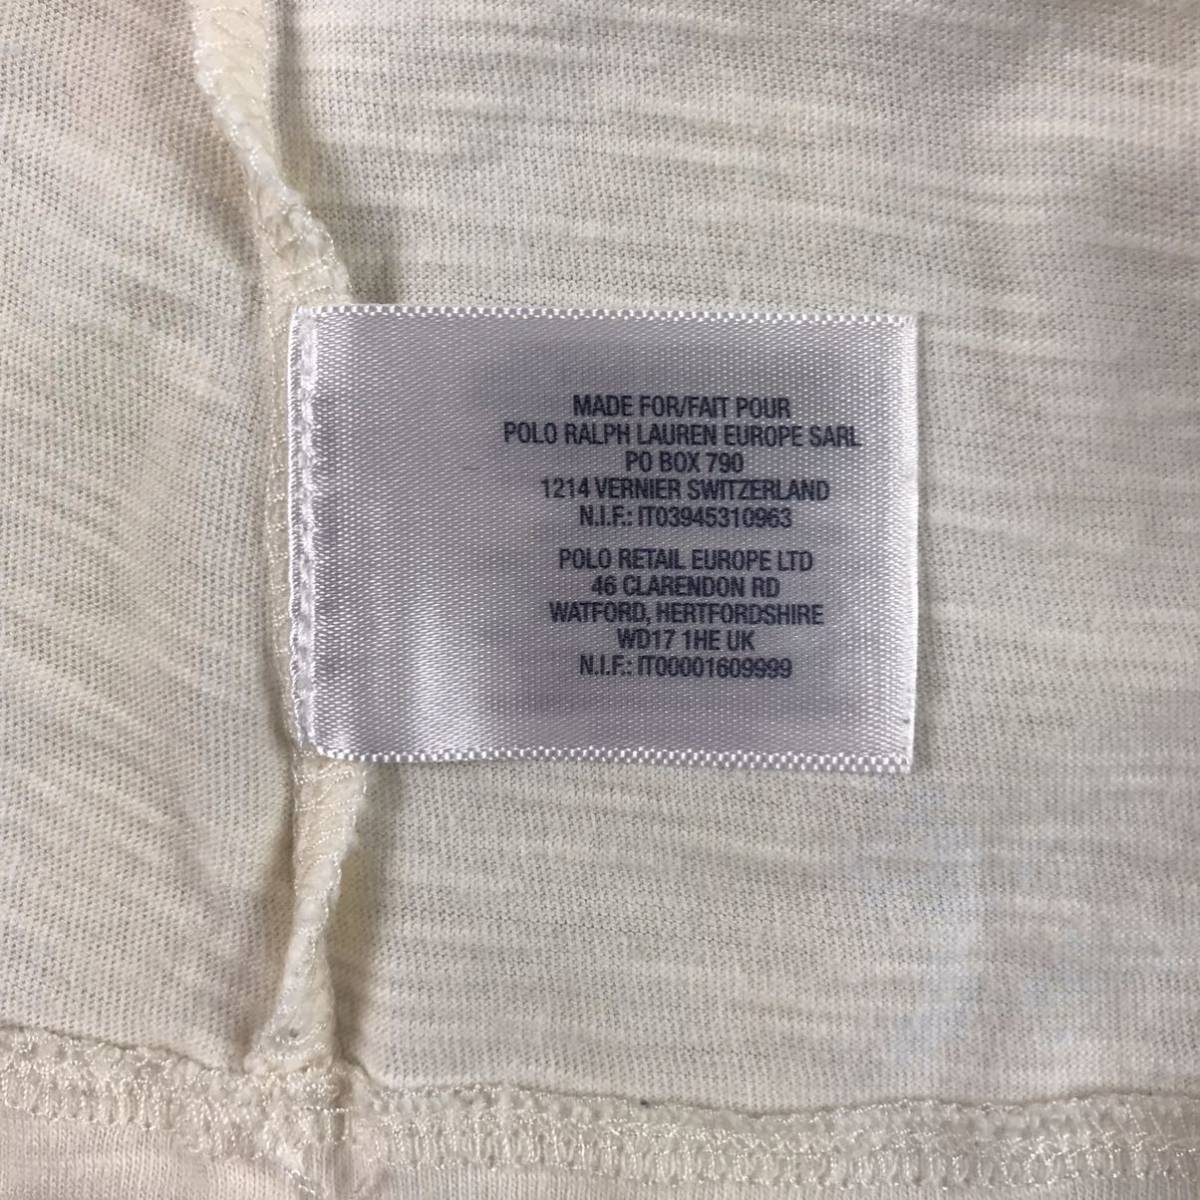 MADE FOR/FAIT POUR
POLO RALPH LAUREN EUROPE SARL
PO BOX 790
1214 VERNIER SWITZERLAND
N.I.F.: IT03945310963
POLO RETAIL EUROPE LTD
46 CLARENDON RD
WATFORD, HERTFORDSHIRE
WD17 1HE UK
N.I.F.: IT00001609999